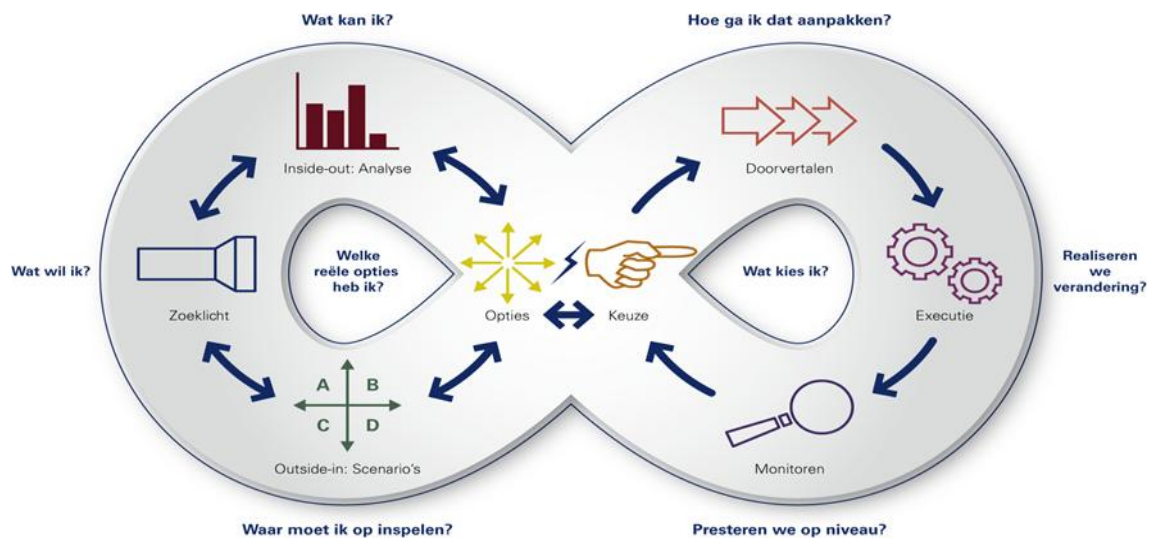 Wat kan ik?
Hoe ga ik dat aanpakken?
Inside-out: Analyse
Doorvertalen
Wat wil ik?
Zoeklicht
Welke
reële opties
heb ik?
Opties
Keuze
Wat kies ik?
Executie
Realiseren
we
verandering?
A B
C D
Outside-in: Scenario's
Monitoren
Waar moet ik op inspelen?
Presteren we op niveau?